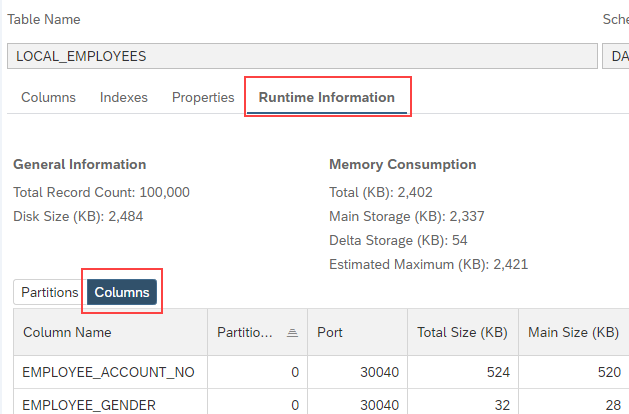 Table Name Sche
LOCAL_EMPLOYEES DA
Columns Indexes Properties Runtime Information
General Information Memory Consumption
Total Record Count: 100,000 Total (KB): 2,402
Disk Size (KB): 2,484 Main Storage (KB): 2,337
Delta Storage (KB): 54
Estimated Maximum (KB): 2,421
Partitions Columns
Column Name Partitio... Port Total Size (KB) Main Size (KB)
EMPLOYEE_ACCOUNT_NO 0 30040 524 520
EMPLOYEE_GENDER 0 30040 32 28